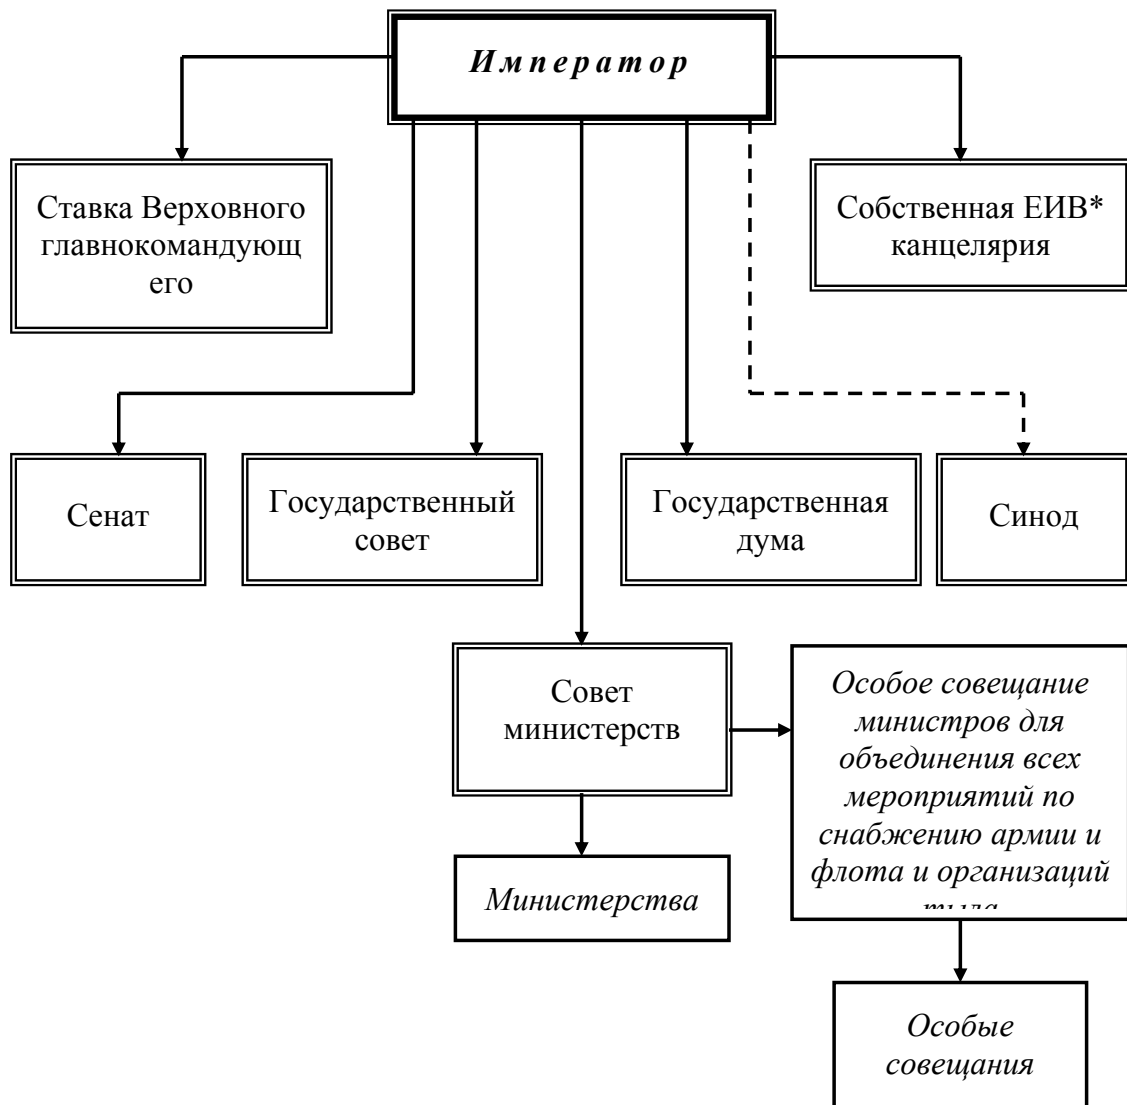 Император
Ставка Верховного
главнокомандующ
его
Собственная ЕИВ*
канцелярия
Сенат
Государственный
совет
Государственная
дума
Синод
Совет
министерств
Особое совещание
министров для
объединения всех
мероприятий по
снабжению армии и
флота и организаций
тыла
Министерства
Особые
совещания